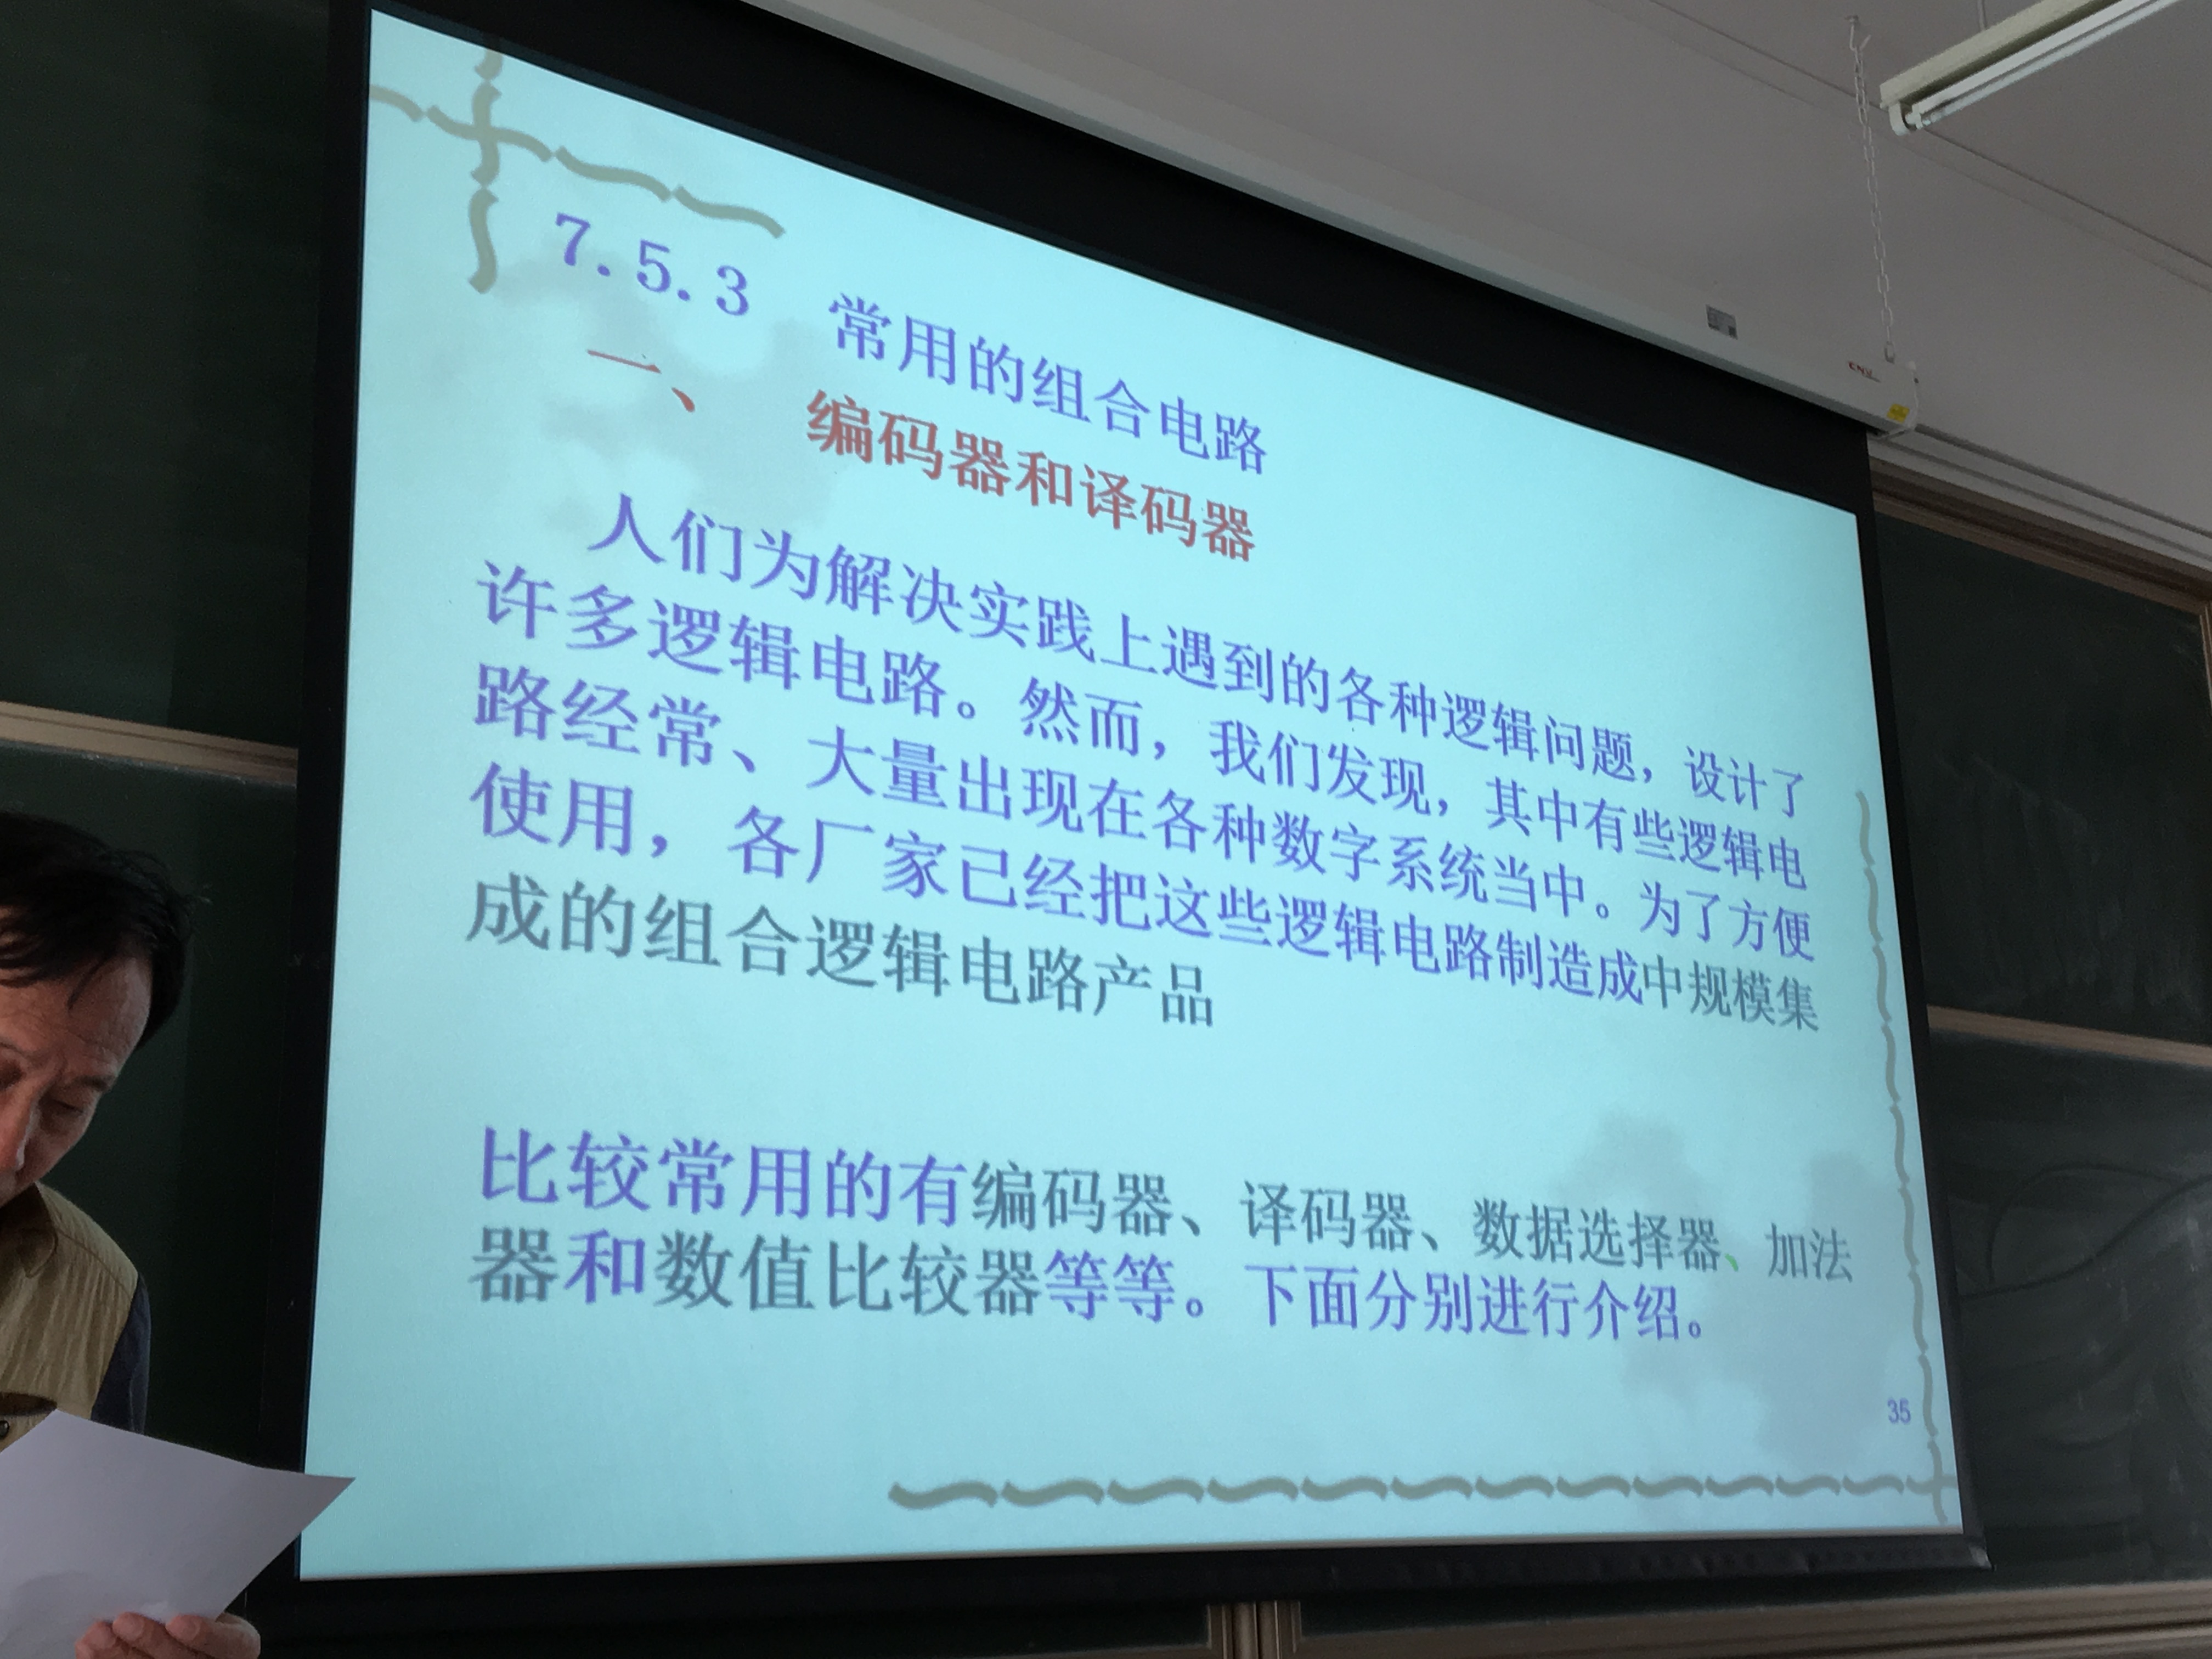 7.5.3 常用的组合电路
一、 编码器和译码器
人们为解决实践上遇到的各种逻辑问题，设计了
许多逻辑电路。然而，我们发现，其中有些逻辑电
路经常、大量出现在各种数字系统当中。为了方便
使用，各厂家已经把这些逻辑电路制造成中规模集
成的组合逻辑电路产品
比较常用的有编码器、译码器、数据选择器、加法
器和数值比较器等等。下面分别进行介绍。
35